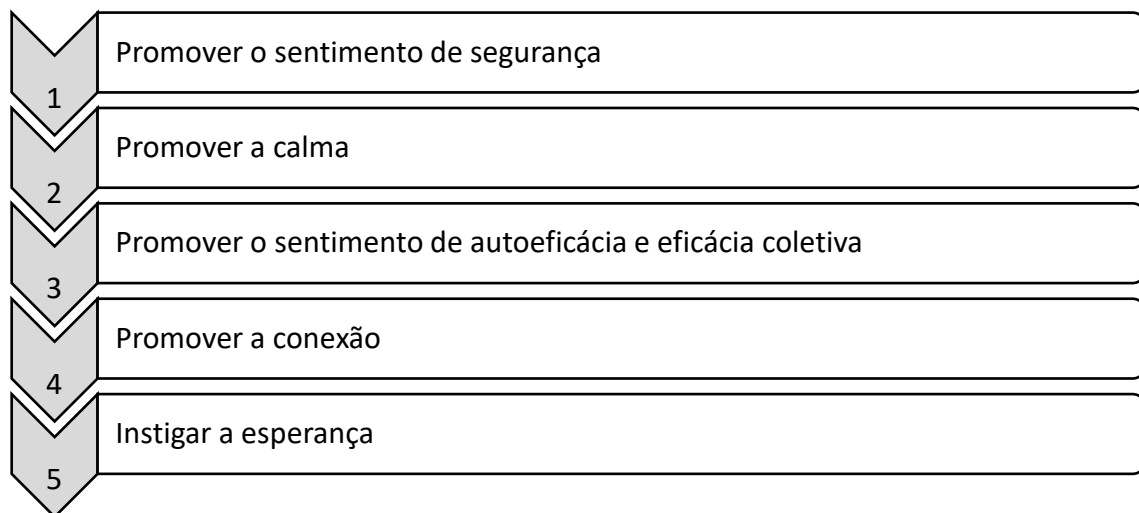 Promover o sentimento de segurança
1
Promover a calma
2
Promover o sentimento de autoeficácia e eficácia coletiva
3
Promover a conexão
4
Instigar a esperança
5